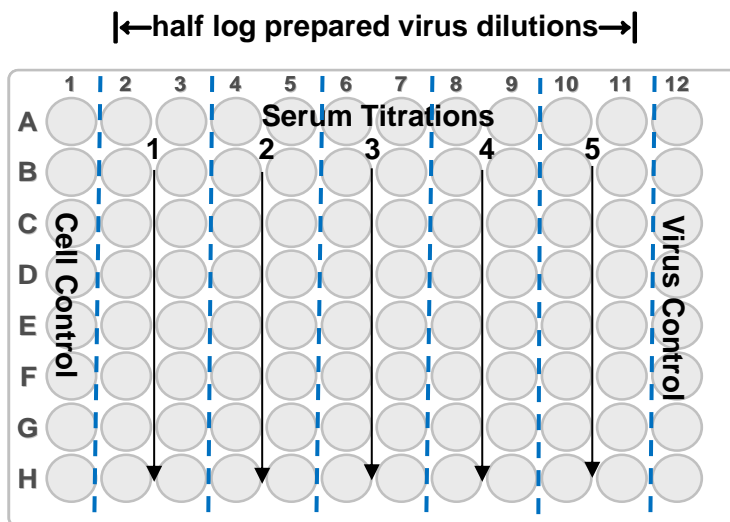 half log prepared virus dilutions
1 2 3 4 5 6 7 8 9 10 11 12
Serum Titrations
1 2 3 4 5
A
B
C
D
E
F
G
H
Cell Control
Virus Control